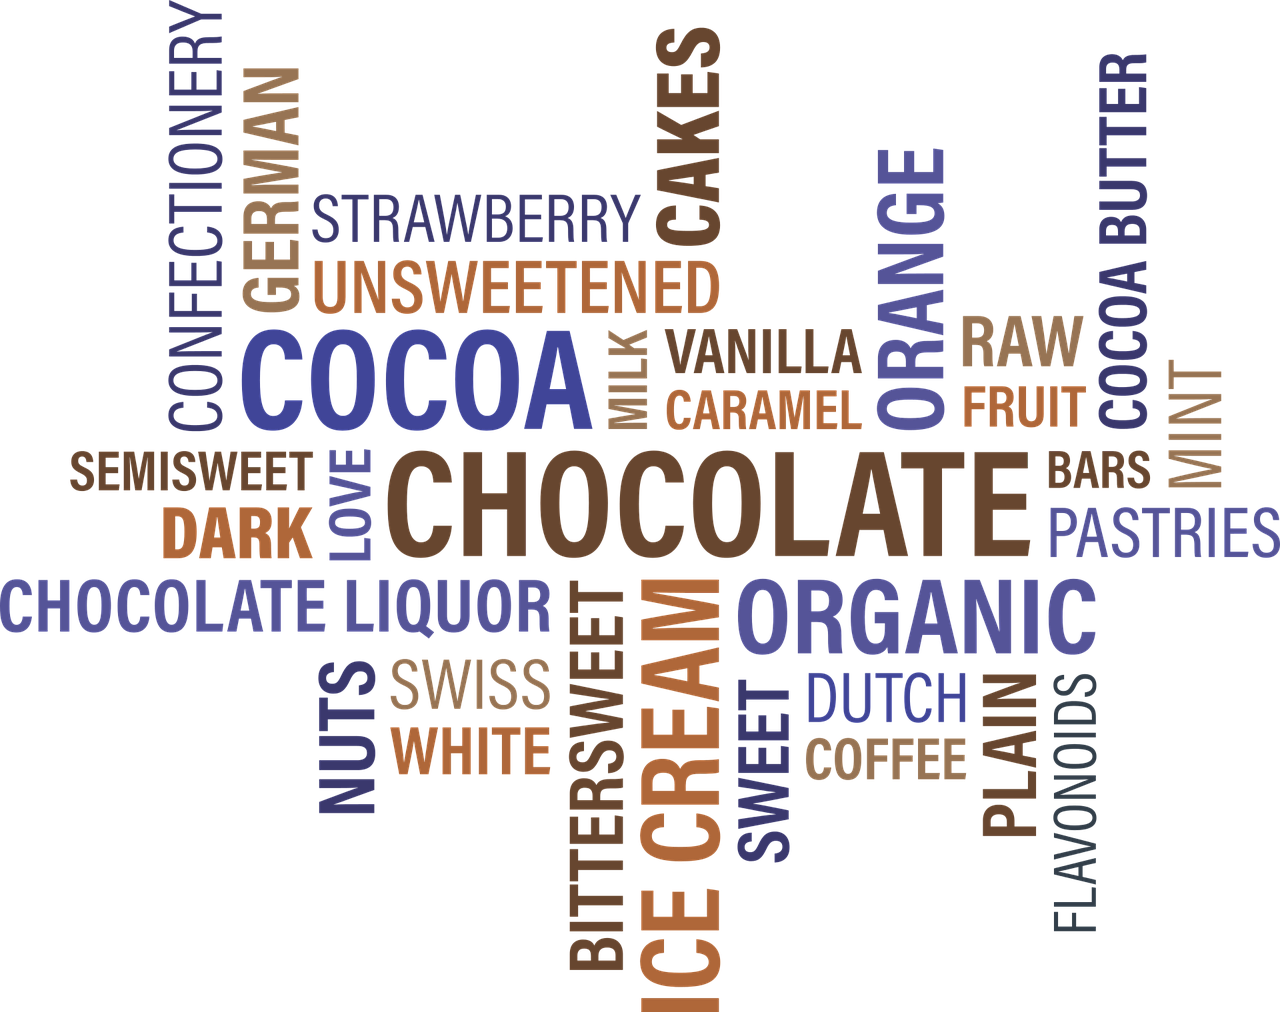 CONFECTIONERY
GERMAN
CAKES
STRAWBERRY
UNSWEETENED
ORANGE
COCOA BUTTER
COCOA
MILK
VANILLA
CARAMEL
RAW
FRUIT
MINT
SEMISWEET
DARK
LOVE
CHOCOLATE
BARS
PASTRIES
CHOCOLATE LIQUOR
BITTERSWEET
ICE CREAM
ORGANIC
NUTS
SWISS
WHITE
SWEET
DUTCH
COFFEE
PLAIN
FLAVONOIDS